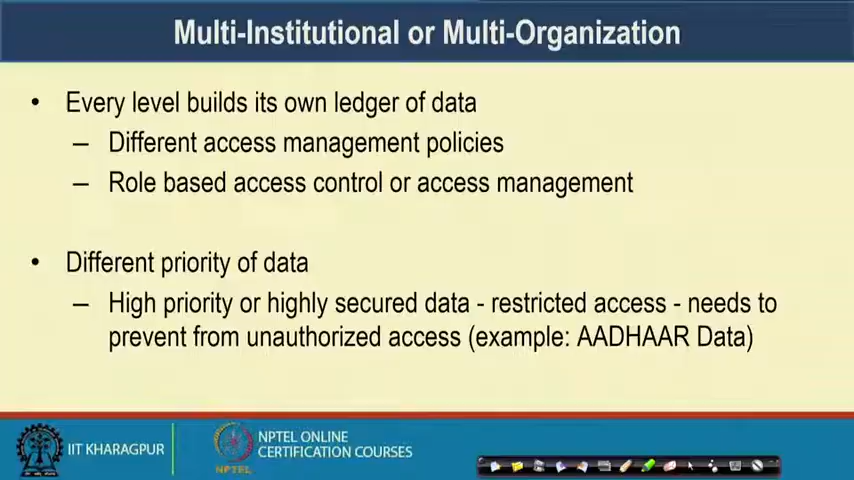 Multi-Institutional or Multi-Organization
• Every level builds its own ledger of data
– Different access management policies
– Role based access control or access management
• Different priority of data
– High priority or highly secured data - restricted access - needs to
prevent from unauthorized access (example: AADHAAR Data)
IIT KHARAGPUR
NPTEL
NPTEL ONLINE
CERTIFICATION COURSES